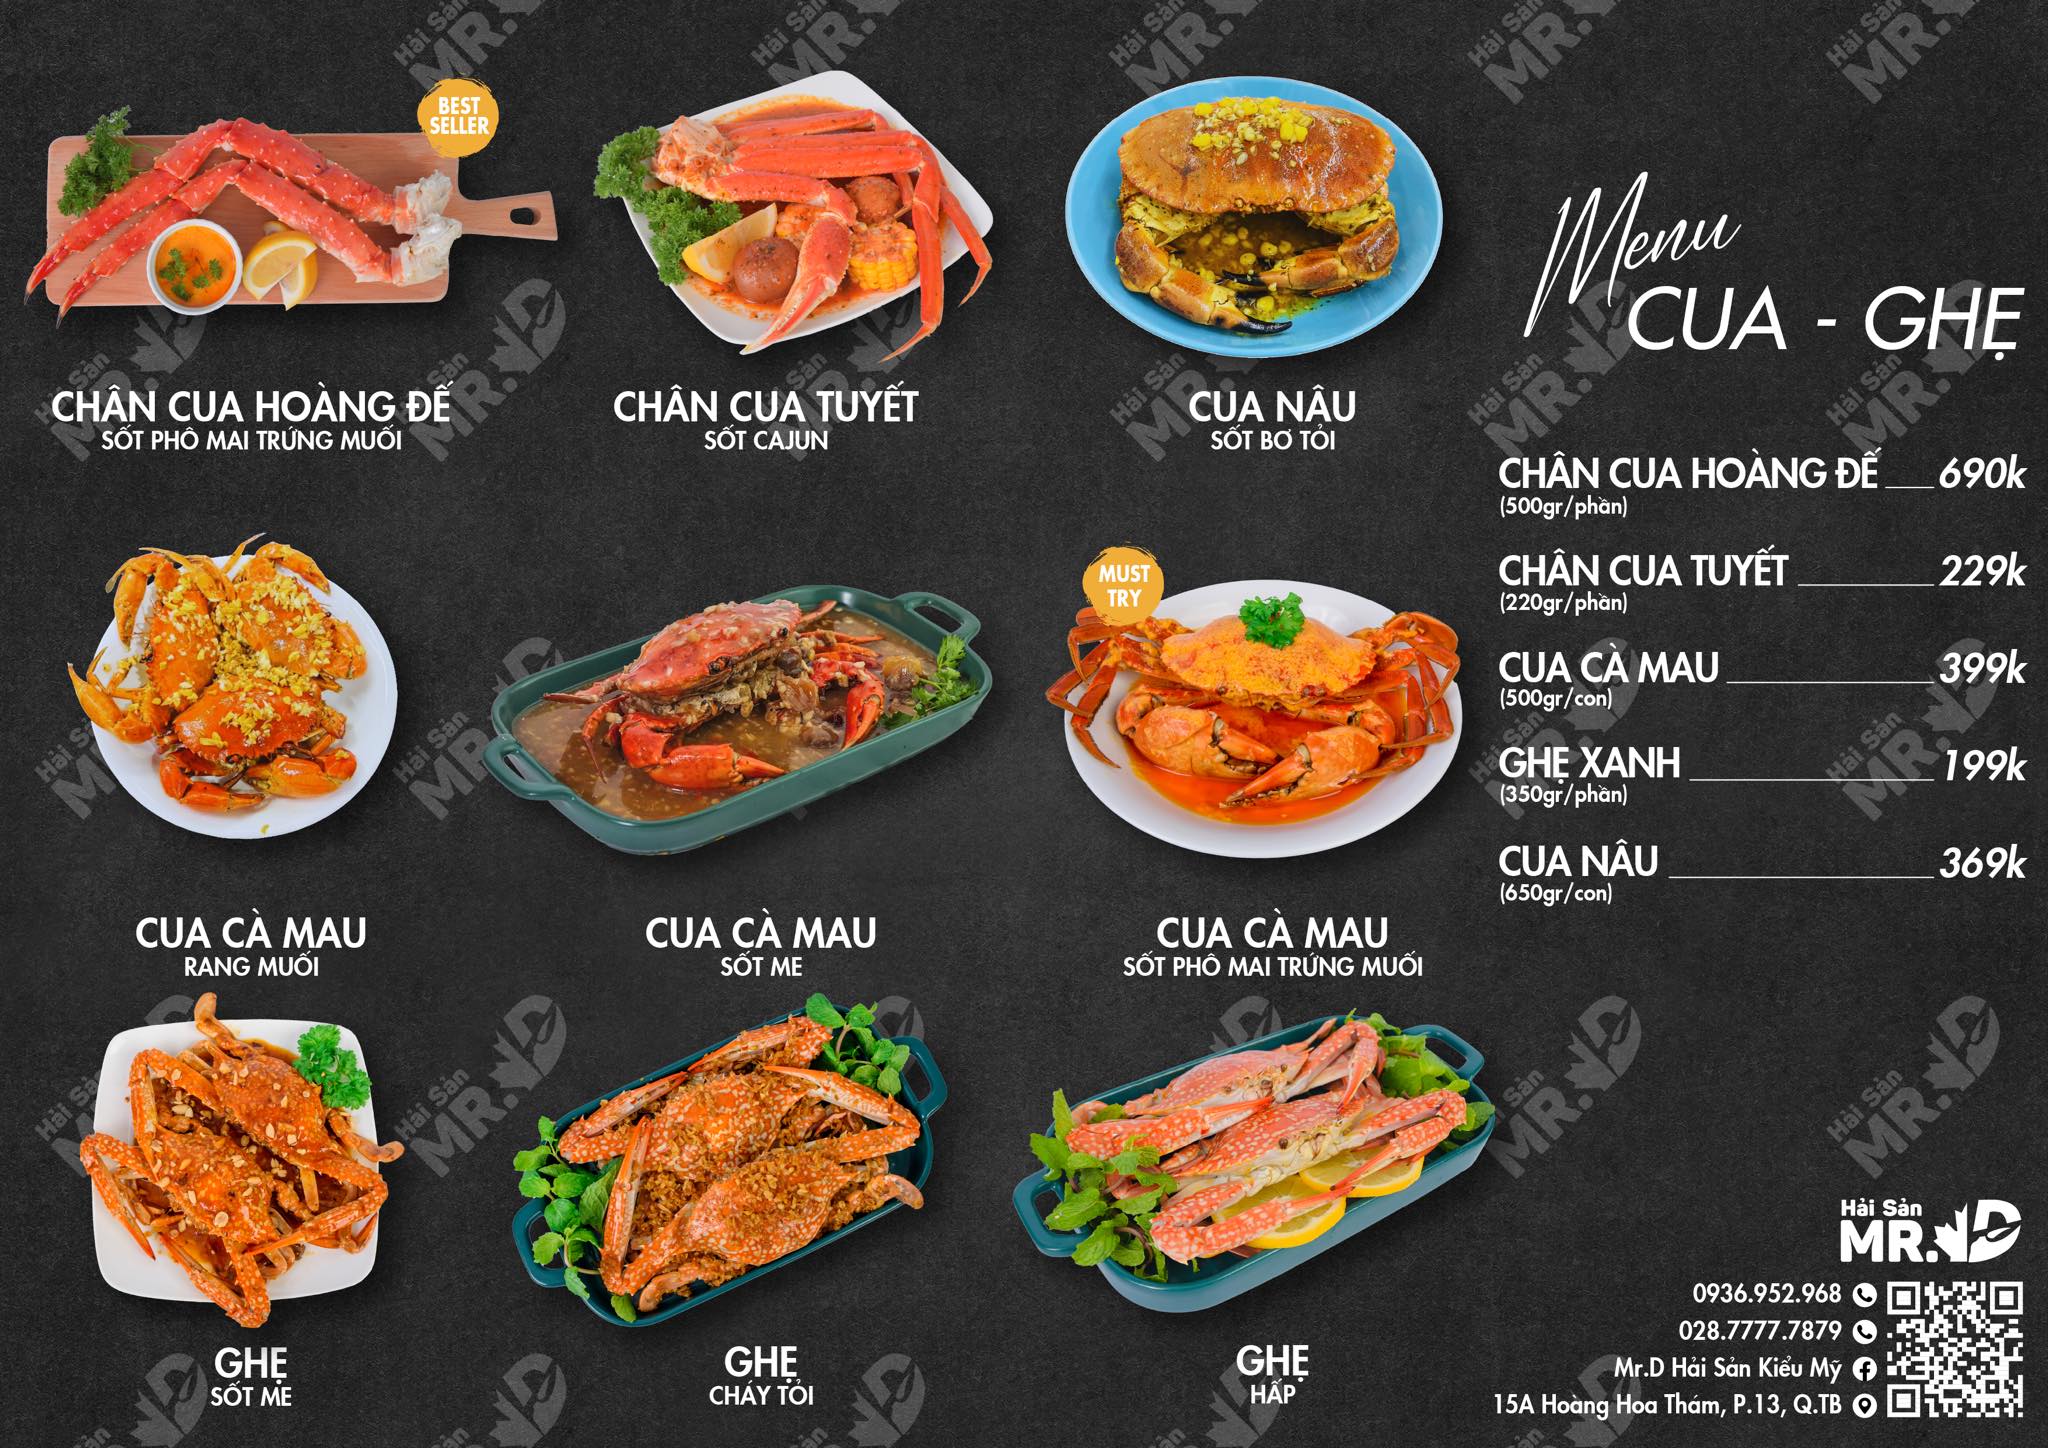 BEST
SELLER
CHÂN CUA HOÀNG ĐẾ
SỐT PHÔ MAI TRỨNG MUỐI
CHÂN CUA TUYẾT
SỐT CAJUN
CUA NÂU
SỐT BƠ TỎI
CUA CÀ MAU
RANG MUỐI
CUA CÀ MAU
SỐT ME
MUST
TRY
CUA CÀ MAU
SỐT PHÔ MAI TRỨNG MUỐI
GHẸ
SỐT ME
GHẸ
CHÁY TỎI
GHẸ
HẤP
Menu
CUA - GHẸ
CHÂN CUA HOÀNG ĐẾ 690k
(500gr/phần)
CHÂN CUA TUYẾT 229k
(220gr/phần)
CUA CÀ MAU 399k
(500gr/con)
GHẸ XANH 199k
(350gr/phần)
CUA NÂU 369k
(650gr/con)
Hải Sản
MR.D
0936.952.968
028.7777.7879
Mr.D Hải Sản Kiểu Mỹ
15A Hoàng Hoa Thám, P.13, Q.TB